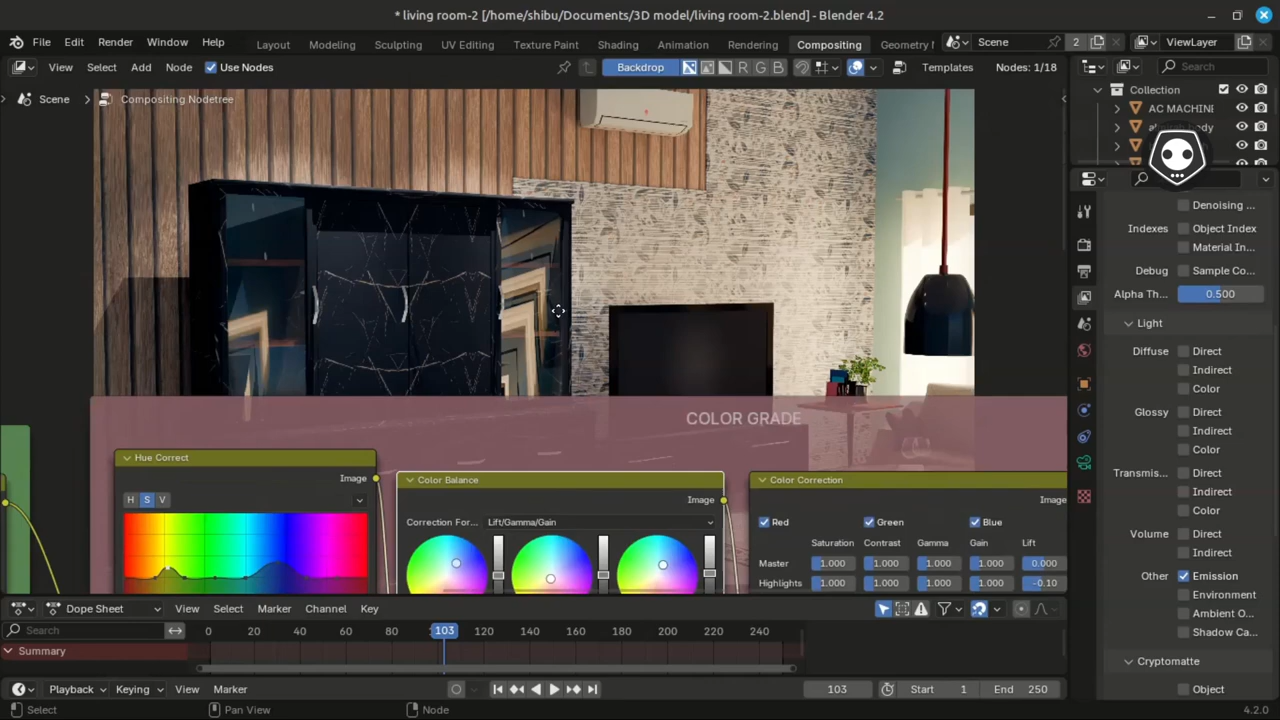 * living room-2 [/home/shibu/Documents/3D model/living room-2.blend] - Blender 4.2
File Edit Render Window Help Layout Modeling Sculpting UV Editing Texture Paint Shading Animation Rendering Compositing Geometry Scene 2 ViewLayer
View Select Add Node Use Nodes Backdrop R G B Templates Nodes: 1/18 Search
Scene > Compositing Nodetree
Collection
AC MACHINE
body
COLOR GRADE
Hue Correct
Image
H S V
Color Balance
Image
Correction For... Lift/Gamma/Gain
Color Correction
Image
Red Green Blue
Saturation Contrast Gamma Gain Lift
Master 1.000 1.000 1.000 1.000 0.000
Highlights 1.000 1.000 1.000 1.000 -0.10
Denoising ...
Indexes Object Index
Material In...
Debug Sample Co...
Alpha Th... 0.500
Light
Diffuse Direct
Indirect
Color
Glossy Direct
Indirect
Color
Transmis... Direct
Indirect
Color
Volume Direct
Indirect
Other Emission
Environment
Ambient O...
Shadow Ca...
Cryptomatte
Object
Dope Sheet View Select Marker Channel Key
Search 0 20 40 60 80 103 120 140 160 180 200 220 240
Summary
Playback Keying View Marker 103 Start 1 End 250
Select Pan View Node 4.2.0